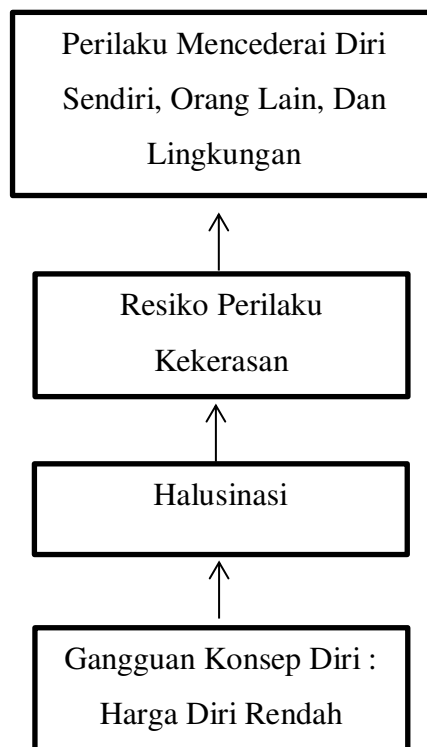 Perilaku Mencederai Diri
Sendiri, Orang Lain, Dan
Lingkungan
Resiko Perilaku
Kekerasan
Halusinasi
Gangguan Konsep Diri :
Harga Diri Rendah